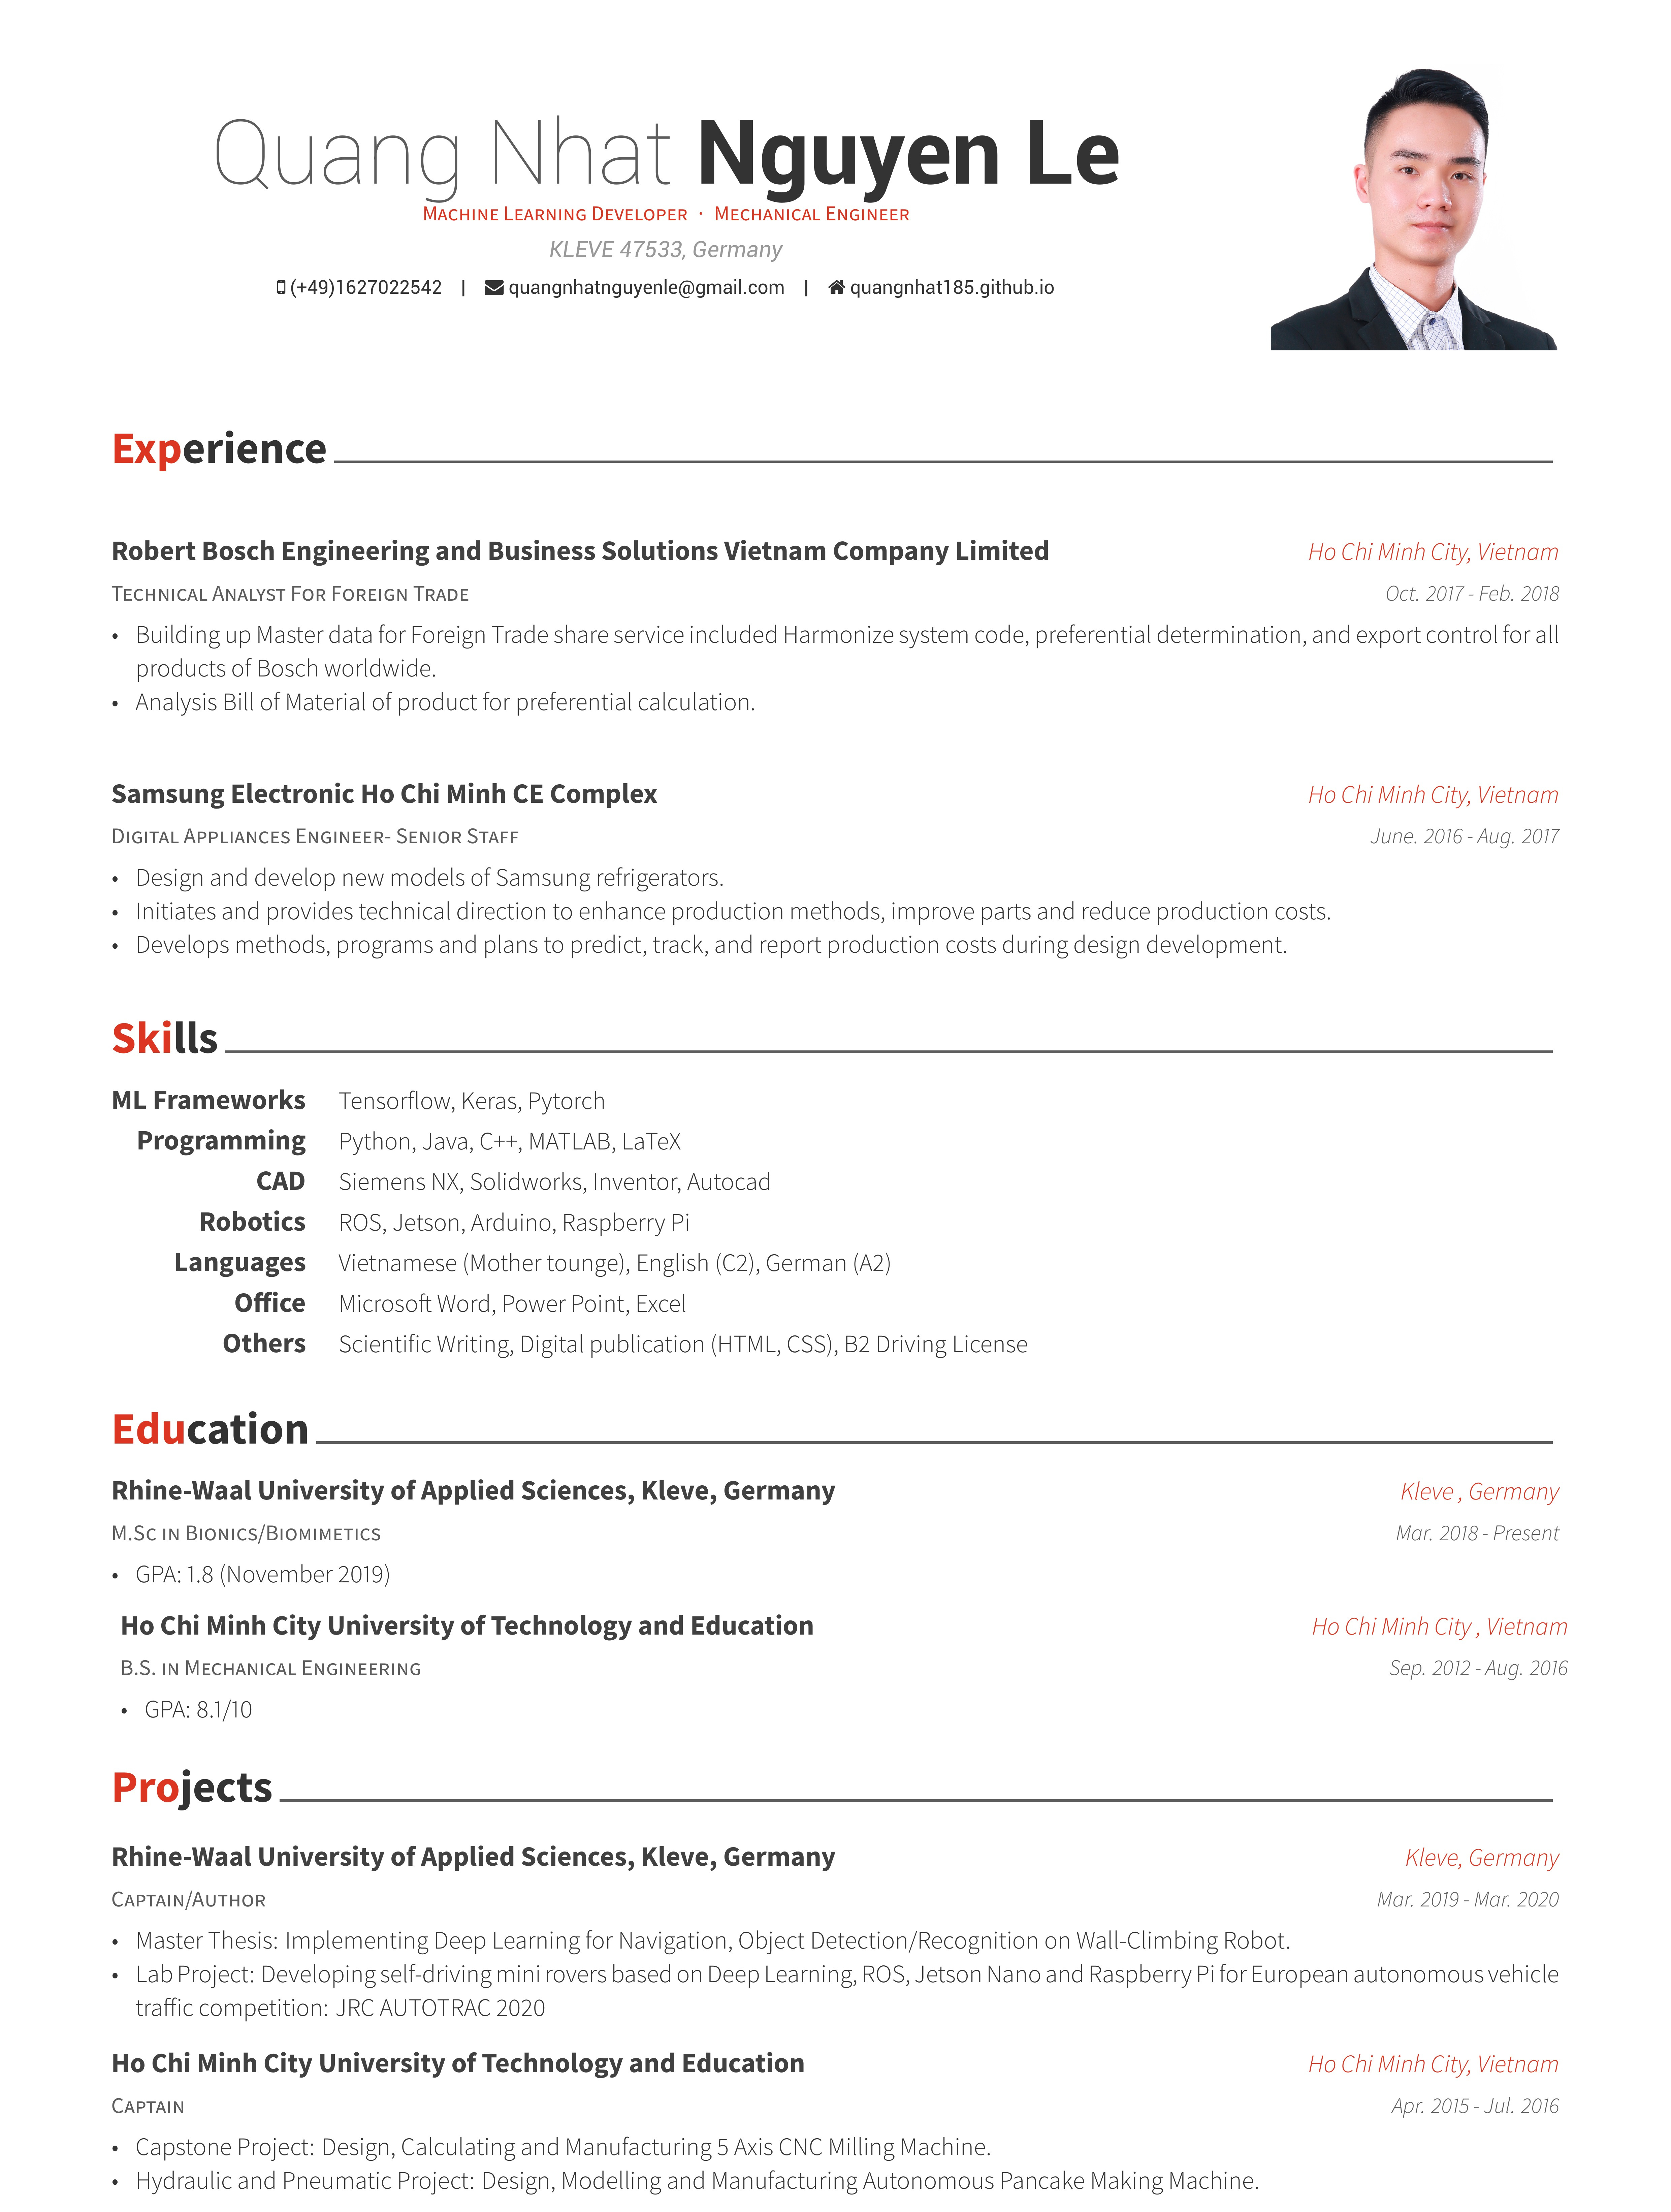 Quang Nhat Nguyen Le
Machine Learning Developer · Mechanical Engineer
KLEVE 47533, Germany
(+49)1627022542 | quangnhatnguyenle@gmail.com | quangnhat185.github.io
Experience
Robert Bosch Engineering and Business Solutions Vietnam Company Limited Ho Chi Minh City, Vietnam
Technical Analyst For Foreign Trade Oct. 2017 - Feb. 2018
• Building up Master data for Foreign Trade share service included Harmonize system code, preferential determination, and export control for all
products of Bosch worldwide.
• Analysis Bill of Material of product for preferential calculation.
Samsung Electronic Ho Chi Minh CE Complex Ho Chi Minh City, Vietnam
Digital Appliances Engineer- Senior Staff June. 2016 - Aug. 2017
• Design and develop new models of Samsung refrigerators.
• Initiates and provides technical direction to enhance production methods, improve parts and reduce production costs.
• Develops methods, programs and plans to predict, track, and report production costs during design development.
Skills
ML Frameworks Tensorflow, Keras, Pytorch
Programming Python, Java, C++, MATLAB, LaTeX
CAD Siemens NX, Solidworks, Inventor, Autocad
Robotics ROS, Jetson, Arduino, Raspberry Pi
Languages Vietnamese (Mother tounge), English (C2), German (A2)
Office Microsoft Word, Power Point, Excel
Others Scientific Writing, Digital publication (HTML, CSS), B2 Driving License
Education
Rhine-Waal University of Applied Sciences, Kleve, Germany Kleve , Germany
M.Sc in Bionics/Biomimetics Mar. 2018 - Present
• GPA: 1.8 (November 2019)
Ho Chi Minh City University of Technology and Education Ho Chi Minh City , Vietnam
B.S. in Mechanical Engineering Sep. 2012 - Aug. 2016
• GPA: 8.1/10
Projects
Rhine-Waal University of Applied Sciences, Kleve, Germany Kleve, Germany
Captain/Author Mar. 2019 - Mar. 2020
• Master Thesis: Implementing Deep Learning for Navigation, Object Detection/Recognition on Wall-Climbing Robot.
• Lab Project: Developing self-driving mini rovers based on Deep Learning, ROS, Jetson Nano and Raspberry Pi for European autonomous vehicle
traffic competition: JRC AUTOTRAC 2020
Ho Chi Minh City University of Technology and Education Ho Chi Minh City, Vietnam
Captain Apr. 2015 - Jul. 2016
• Capstone Project: Design, Calculating and Manufacturing 5 Axis CNC Milling Machine.
• Hydraulic and Pneumatic Project: Design, Modelling and Manufacturing Autonomous Pancake Making Machine.